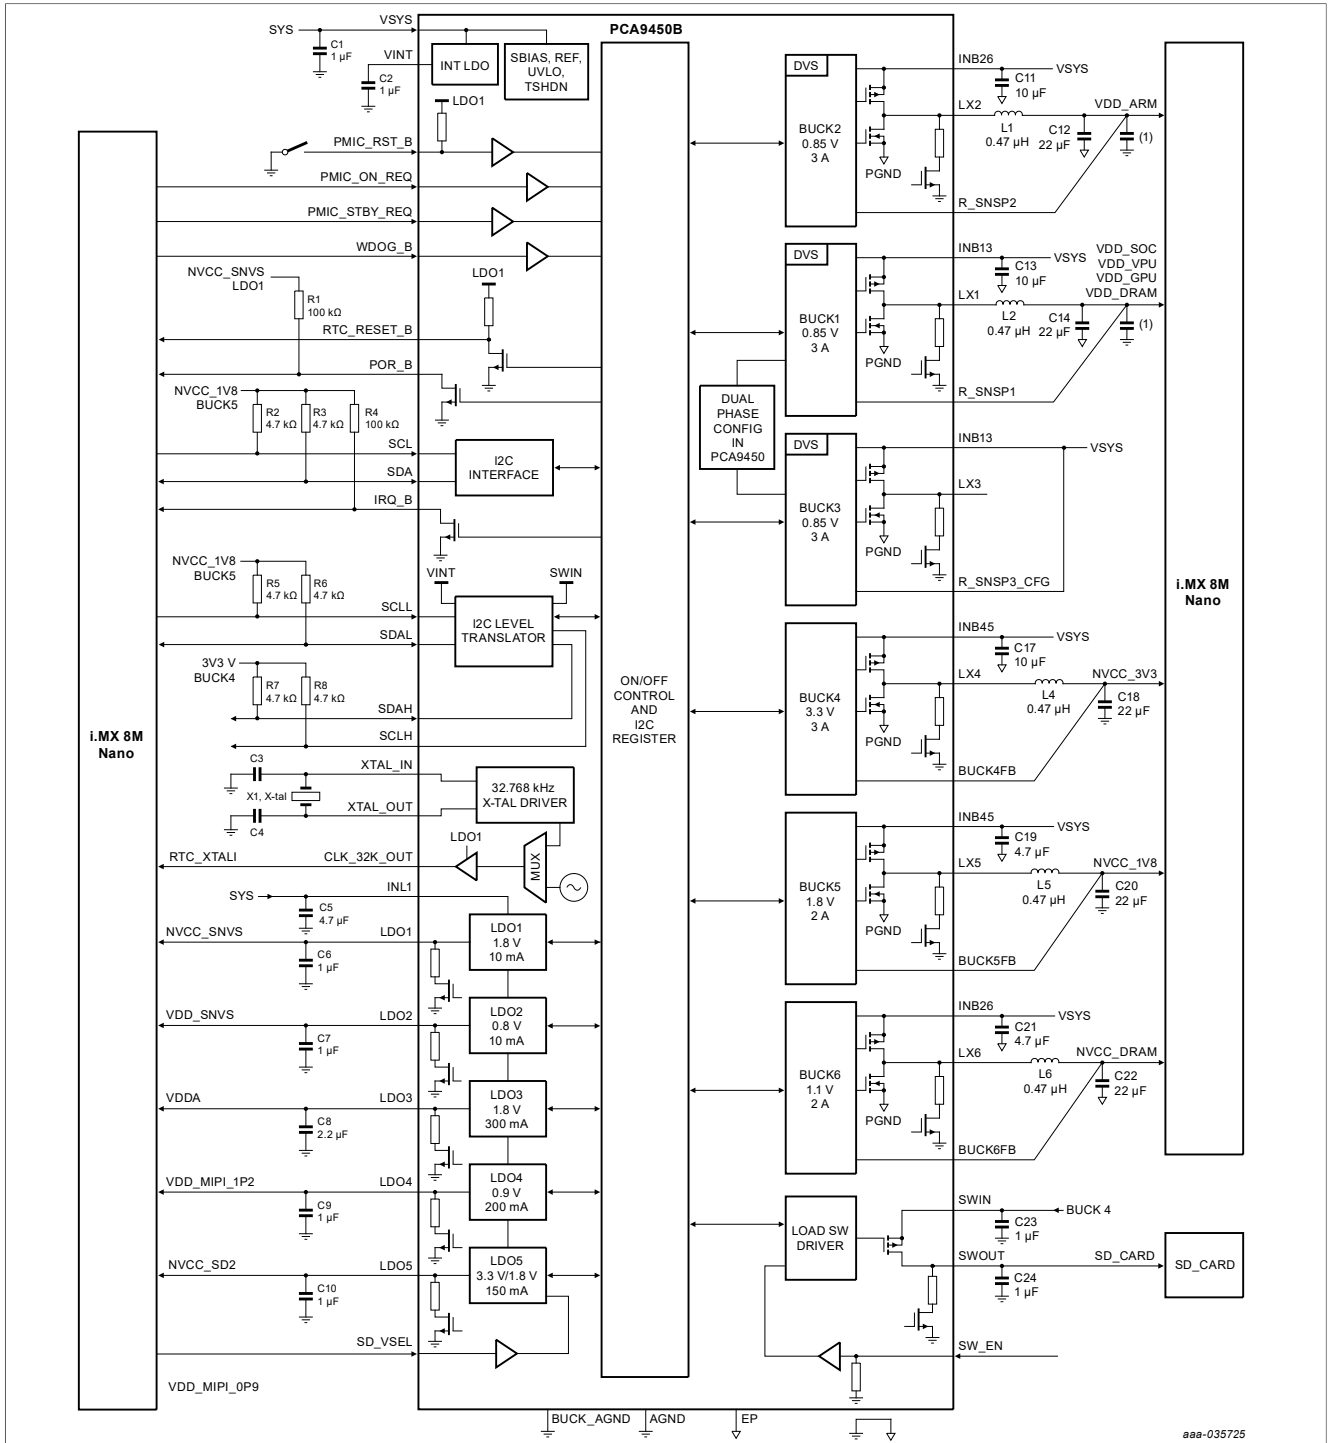 PCA9450B
SYS
VSYS
C1
1 µF
VINT
C2
1 µF
INT LDO
SBIAS, REF,
UVLO,
TSHDN
LDO1
PMIC_RST_B
PMIC_ON_REQ
PMIC_STBY_REQ
WDOG_B
NVCC_SNVS
LDO1
R1
100 kΩ
LDO1
RTC_RESET_B
POR_B
NVCC_1V8
BUCK5
R2
4.7 kΩ
R3
4.7 kΩ
R4
100 kΩ
SCL
SDA
IRQ_B
I2C
INTERFACE
NVCC_1V8
BUCK5
R5
4.7 kΩ
R6
4.7 kΩ
VINT
SWIN
SCLL
SDAL
I2C LEVEL
TRANSLATOR
3V3 V
BUCK4
R7
4.7 kΩ
R8
4.7 kΩ
SDAH
SCLH
i.MX 8M
Nano
C3
XTAL_IN
X1, X-tal
XTAL_OUT
C4
32.768 kHz
X-TAL DRIVER
LDO1
MUX
RTC_XTALI
CLK_32K_OUT
SYS
INL1
C5
4.7 µF
NVCC_SNVS
LDO1
C6
1 µF
LDO1
1.8 V
10 mA
VDD_SNVS
LDO2
C7
1 µF
LDO2
0.8 V
10 mA
VDDA
LDO3
C8
2.2 µF
LDO3
1.8 V
300 mA
VDD_MIPI_1P2
LDO4
C9
1 µF
LDO4
0.9 V
200 mA
NVCC_SD2
LDO5
C10
1 µF
LDO5
3.3 V/1.8 V
150 mA
SD_VSEL
VDD_MIPI_0P9
ON/OFF
CONTROL
AND
I2C
REGISTER
DVS
BUCK2
0.85 V
3 A
PGND
INB26
VSYS
C11
10 µF
LX2
L1
0.47 µH
C12
22 µF
VDD_ARM
(1)
R_SNSP2
DVS
BUCK1
0.85 V
3 A
PGND
INB13
VSYS
C13
10 µF
VDD_SOC
VDD_VPU
VDD_GPU
VDD_DRAM
LX1
L2
0.47 µH
C14
22 µF
(1)
R_SNSP1
DUAL
PHASE
CONFIG
IN
PCA9450
DVS
BUCK3
0.85 V
3 A
PGND
INB13
VSYS
LX3
R_SNSP3_CFG
i.MX 8M
Nano
BUCK4
3.3 V
3 A
PGND
INB45
VSYS
C17
10 µF
LX4
L4
0.47 µH
NVCC_3V3
C18
22 µF
BUCK4FB
BUCK5
1.8 V
2 A
PGND
INB45
VSYS
C19
4.7 µF
LX5
L5
0.47 µH
NVCC_1V8
C20
22 µF
BUCK5FB
BUCK6
1.1 V
2 A
PGND
INB26
VSYS
C21
4.7 µF
LX6
L6
0.47 µH
NVCC_DRAM
C22
22 µF
BUCK6FB
LOAD SW
DRIVER
SWIN
BUCK 4
C23
1 µF
SWOUT
SD_CARD
C24
1 µF
SD_CARD
SW_EN
BUCK_AGND
AGND
EP
aaa-035725